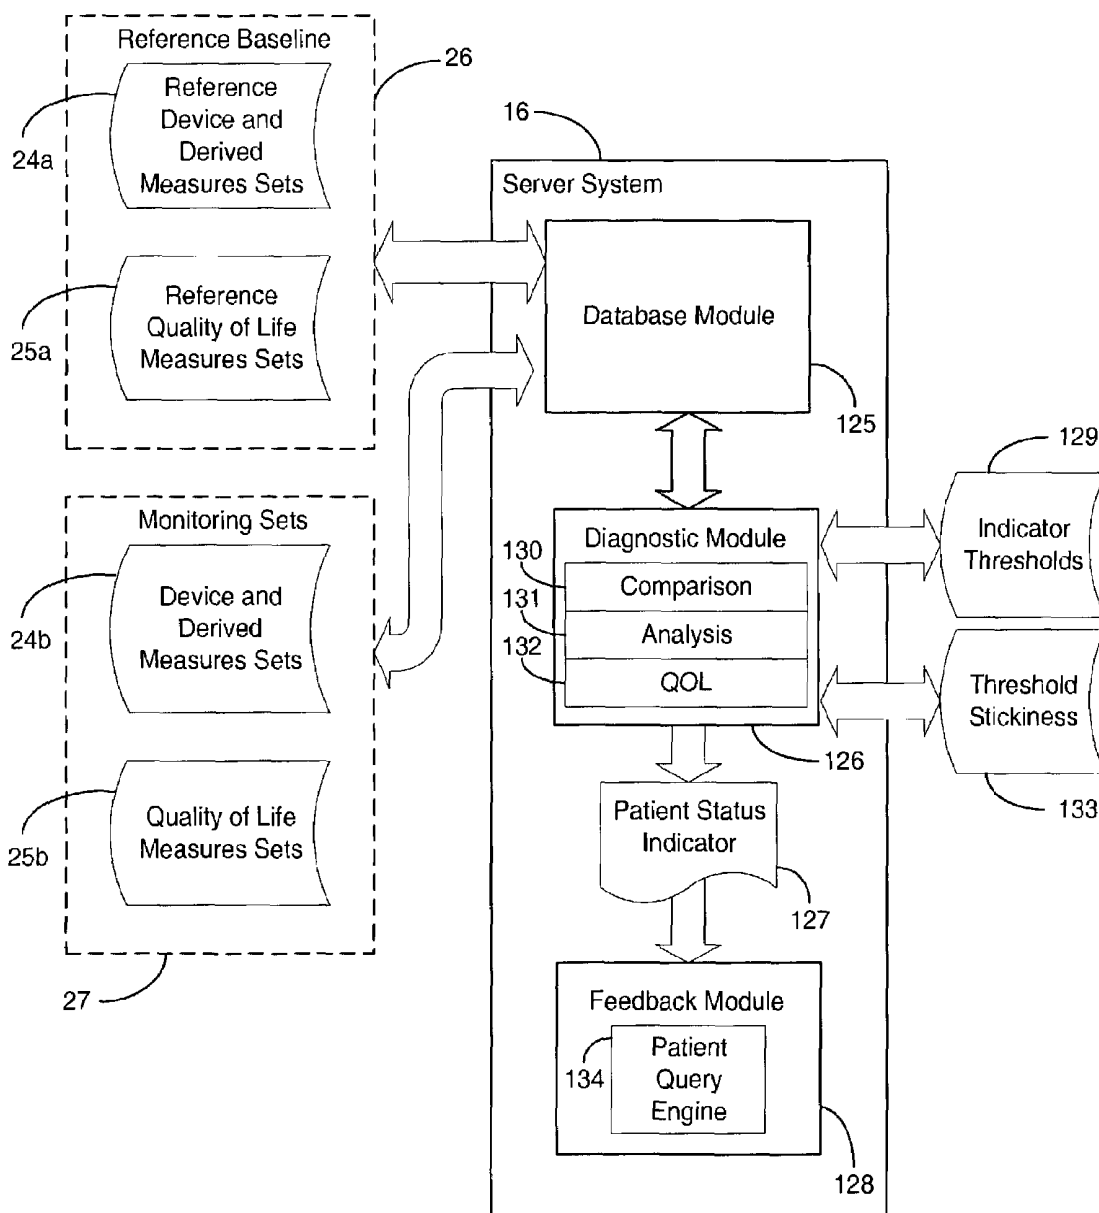 Reference Baseline
26
Reference
Device and
Derived
Measures Sets
24a
Reference
Quality of Life
Measures Sets
25a
Monitoring Sets
Device and
Derived
Measures Sets
24b
Quality of Life
Measures Sets
25b
27
16
Server System
Database Module
125
Diagnostic Module
130
Comparison
131
Analysis
132
QOL
126
129
Indicator
Thresholds
Threshold
Stickiness
133
Patient Status
Indicator
127
Feedback Module
134
Patient
Query
Engine
128